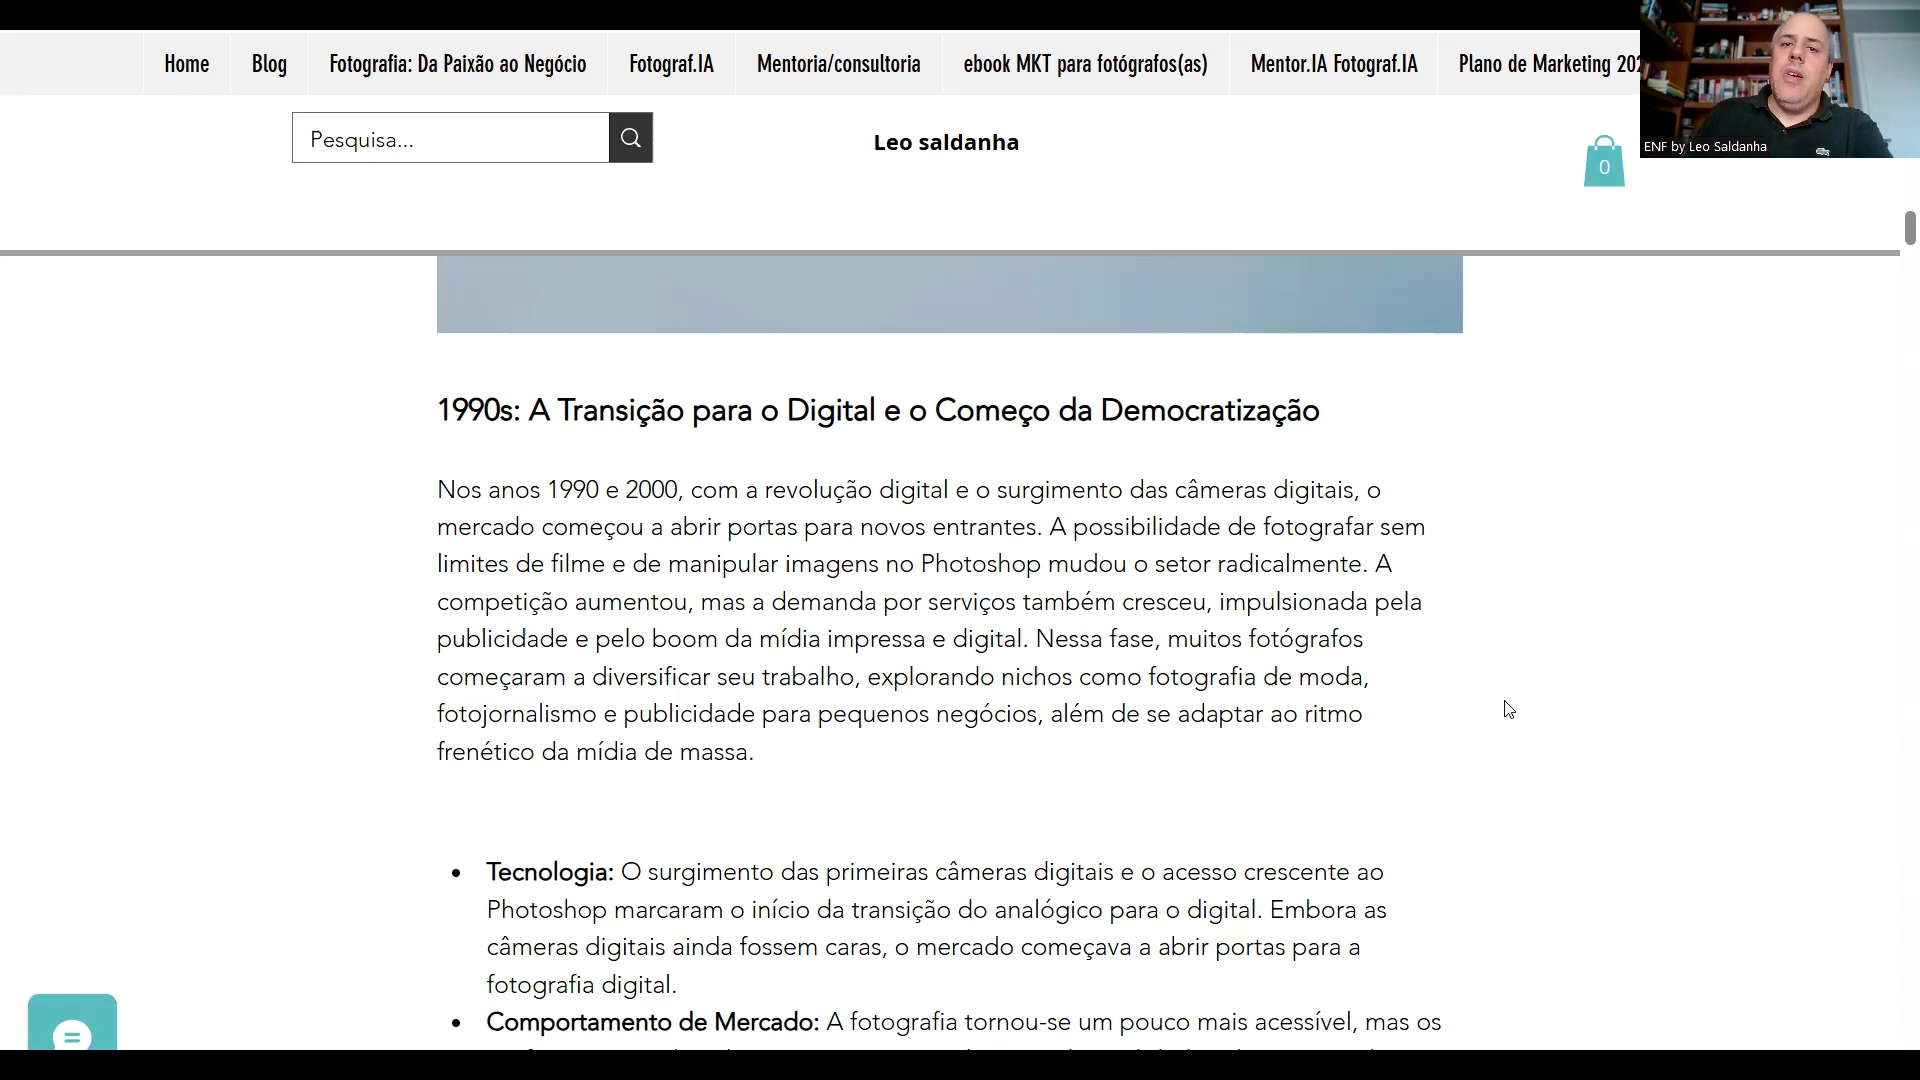 Home Blog Fotografia: Da Paixão ao Negócio Fotograf.IA Mentoria/consultoria ebook MKT para fotógrafos(as) Mentor.IA Fotograf.IA Plano de Marketing
ENF by Leo Saldanha
Pesquisa...
Leo saldanha
0
1990s: A Transição para o Digital e o Começo da Democratização
Nos anos 1990 e 2000, com a revolução digital e o surgimento das câmeras digitais, o
mercado começou a abrir portas para novos entrantes. A possibilidade de fotografar sem
limites de filme e de manipular imagens no Photoshop mudou o setor radicalmente. A
competição aumentou, mas a demanda por serviços também cresceu, impulsionada pela
publicidade e pelo boom da mídia impressa e digital. Nessa fase, muitos fotógrafos
começaram a diversificar seu trabalho, explorando nichos como fotografia de moda,
fotojornalismo e publicidade para pequenos negócios, além de se adaptar ao ritmo
frenético da mídia de massa.
• Tecnologia: O surgimento das primeiras câmeras digitais e o acesso crescente ao
Photoshop marcaram o início da transição do analógico para o digital. Embora as
câmeras digitais ainda fossem caras, o mercado começava a abrir portas para a
fotografia digital.
• Comportamento de Mercado: A fotografia tornou-se um pouco mais acessível, mas os